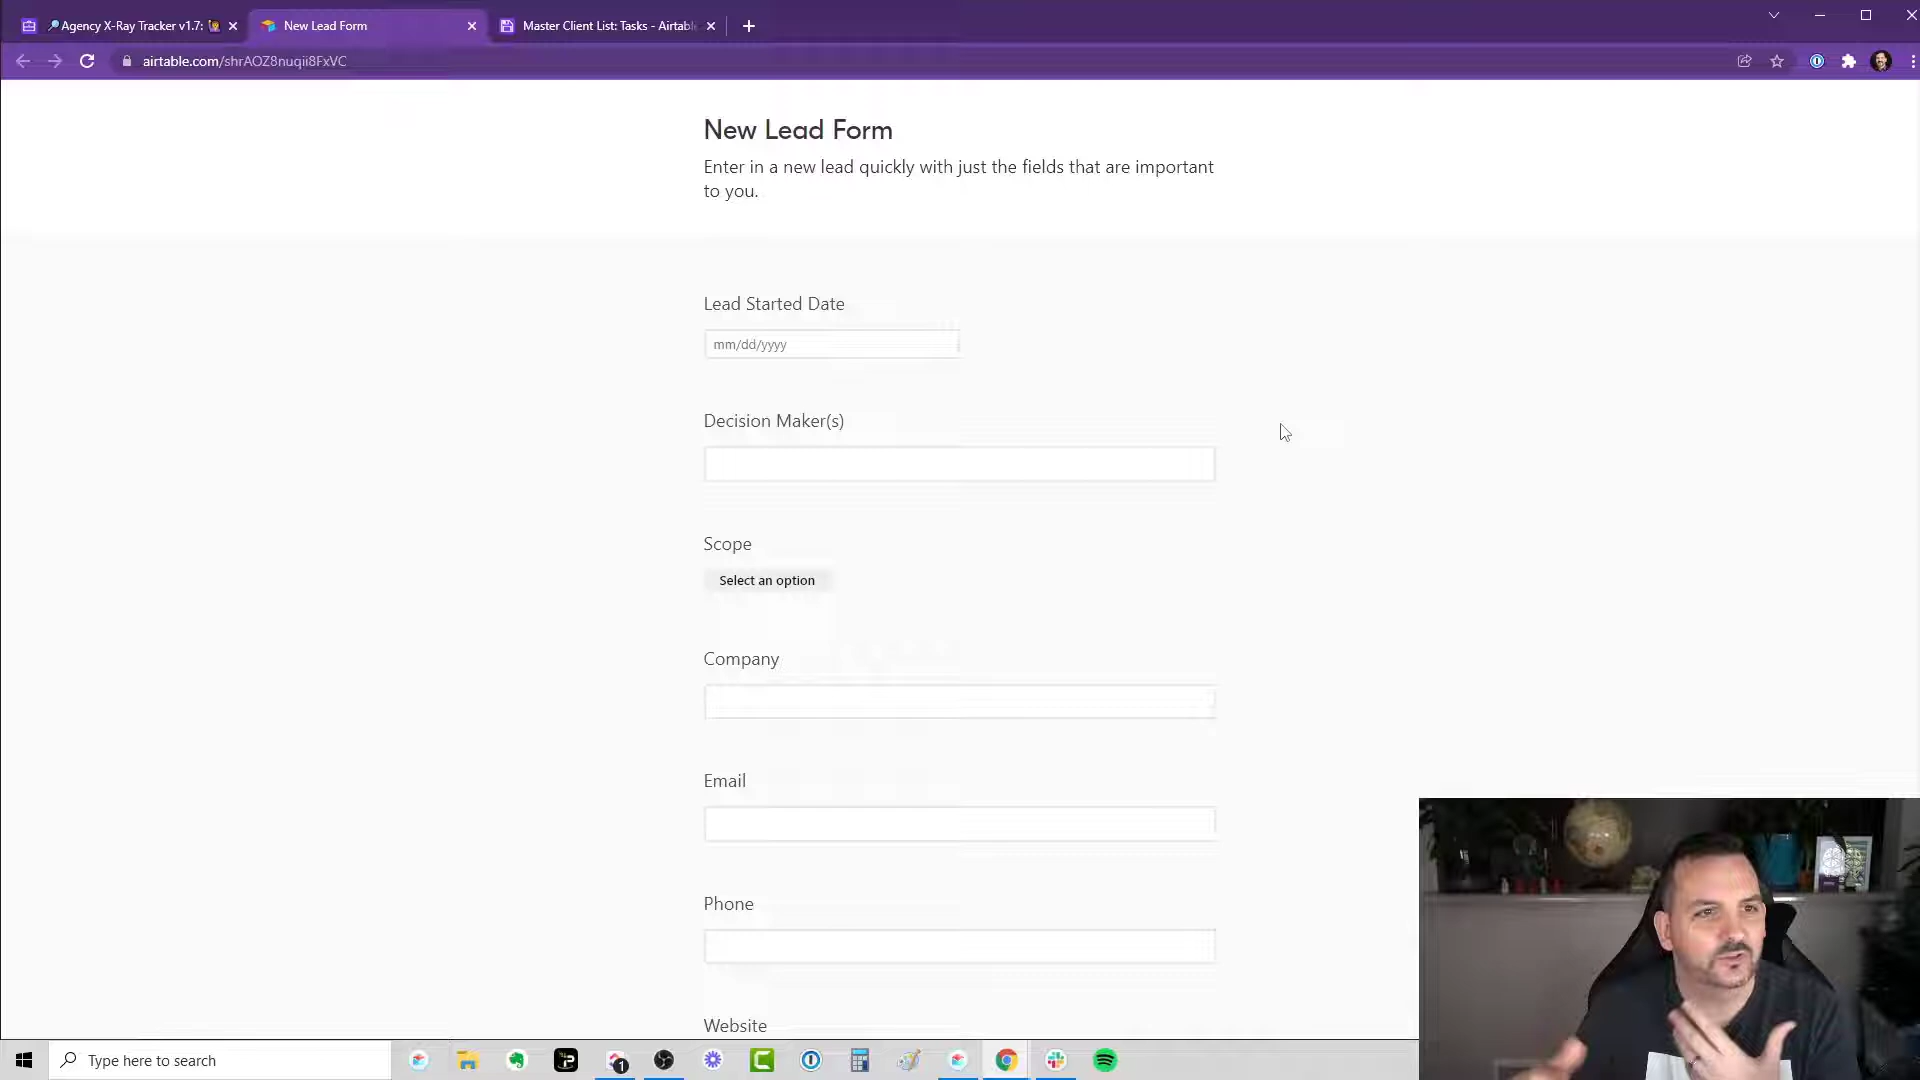 🔎Agency X-Ray Tracker v1.7: 🙋
New Lead Form
Master Client List: Tasks - Airtable
airtable.com/shrAOZ8nuqii8FxVC
New Lead Form
Enter in a new lead quickly with just the fields that are important
to you.
Lead Started Date
mm/dd/yyyy
Decision Maker(s)
Scope
Select an option
Company
Email
Phone
Website
Type here to search
1